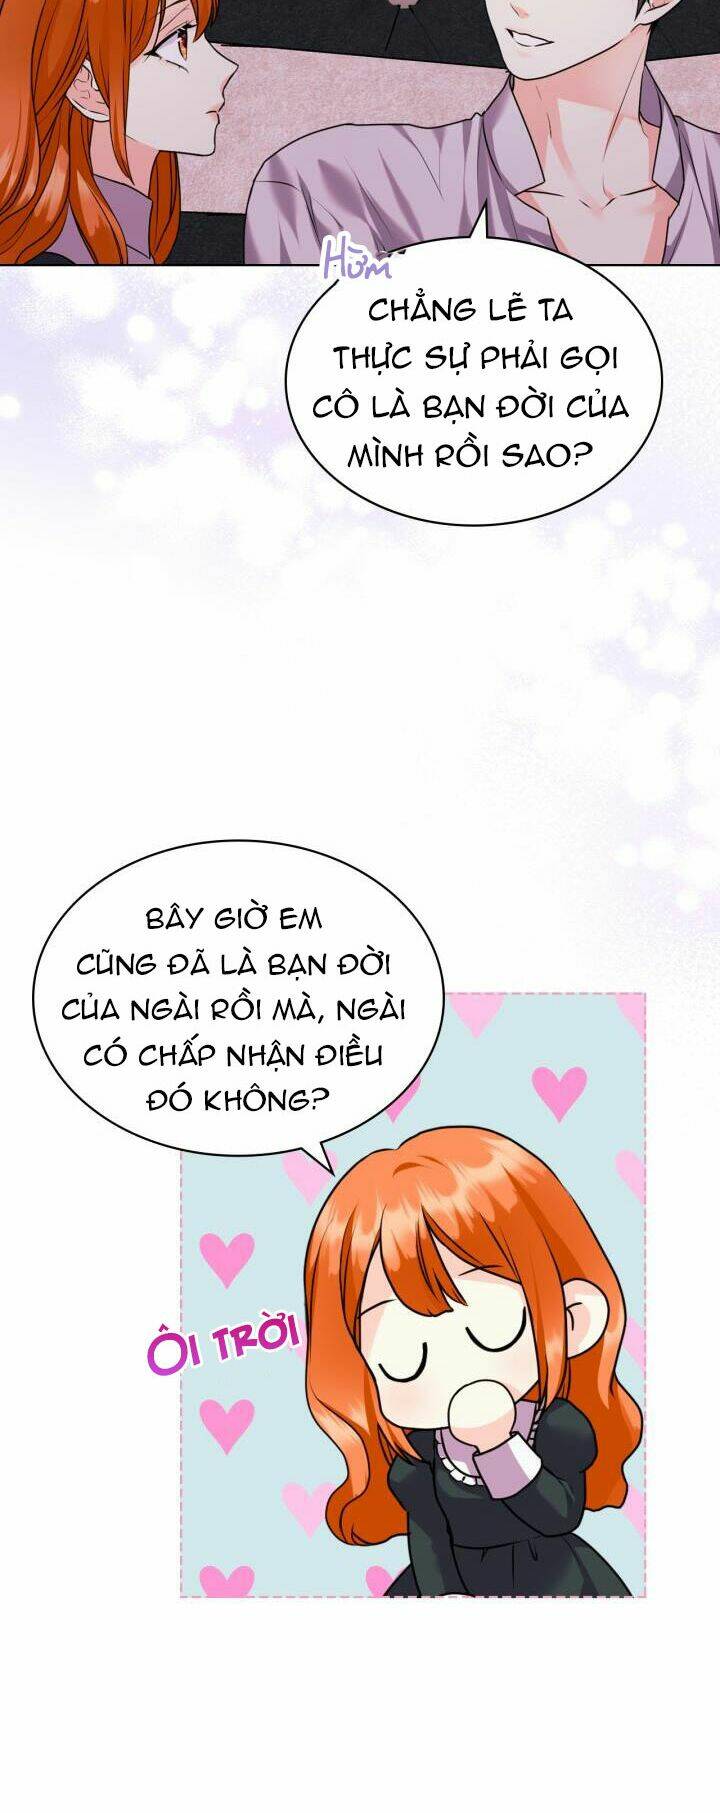 Hờm
CHẲNG LẼ TA
THỰC SỰ PHẢI GỌI
CÔ LÀ BẠN ĐỜI CỦA
MÌNH RỒI SAO?
BÂY GIỜ EM
CŨNG ĐÃ LÀ BẠN ĐỜI
CỦA NGÀI RỒI MÀ, NGÀI
CÓ CHẤP NHẬN ĐIỀU
ĐÓ KHÔNG?
ÔI TRỜI